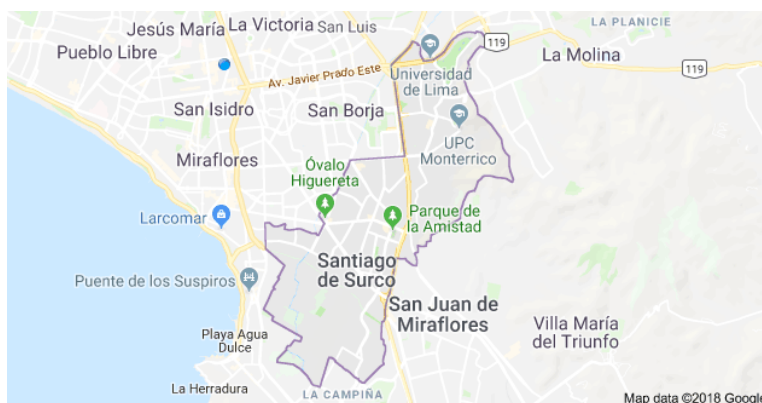 LA PLANICIE
Jesús María
La Victoria
San Luis
119
Pueblo Libre
La Molina
Universidad
de Lima
119
Av. Javier Prado Este
San Isidro
San Borja
UPC
Monterrico
Miraflores
Óvalo
Higuereta
Larcomar
Parque de
la Amistad
Santiago
de Surco
Puente de los Suspiros
San Juan de
Miraflores
Villa María
del Triunfo
Playa Agua
Dulce
La Herradura
LA CAMPIÑA
Map data ©2018 Google